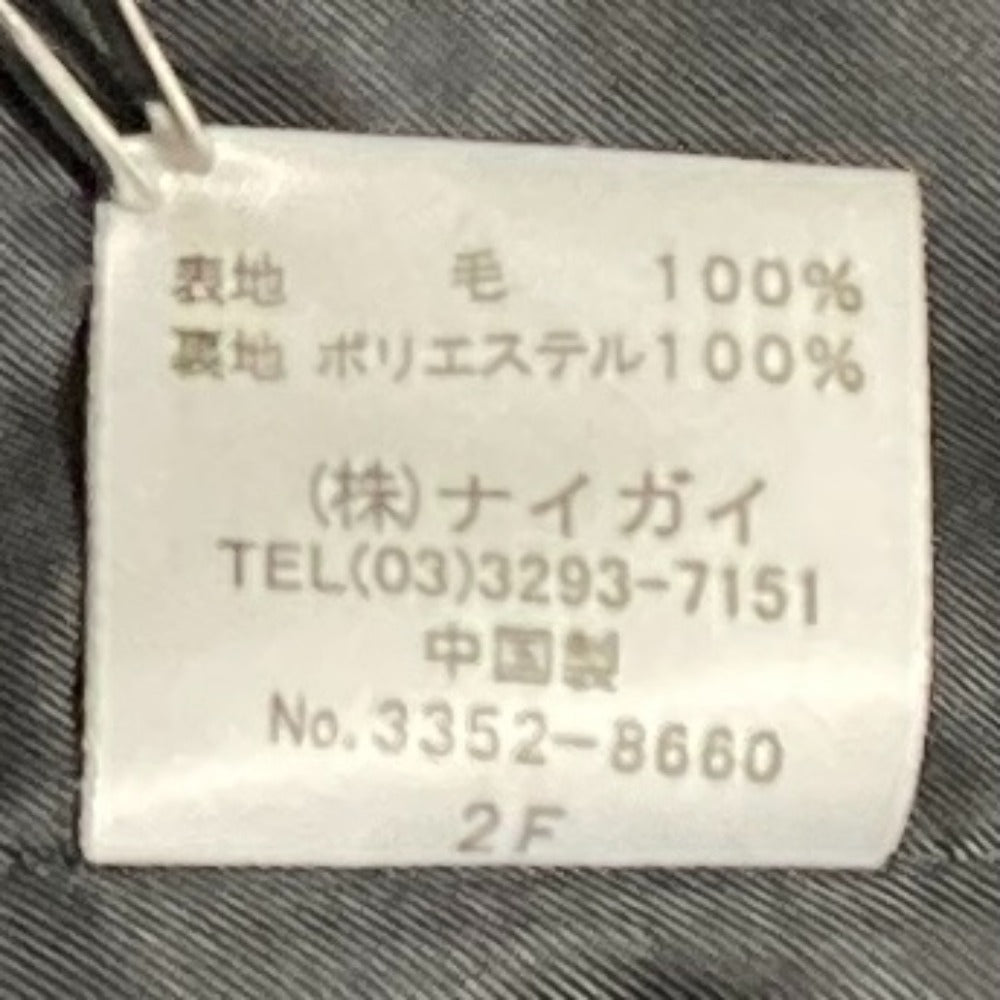 表地 毛 100%
裏地 ポリエステル100%
(株)ナイガイ
TEL(03)3293-7151
中国製
No.3352-8660
2F